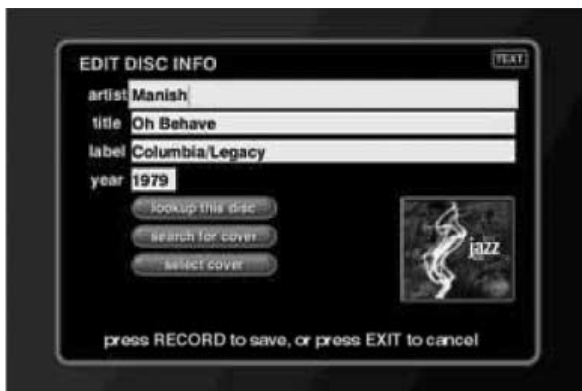 EDIT DISC INFO
TEXT
artist Manish
title Oh Behave
label Columbia/Legacy
year 1979
lookup this disc
search for cover
select cover
jazz
press RECORD to save, or press EXIT to cancel